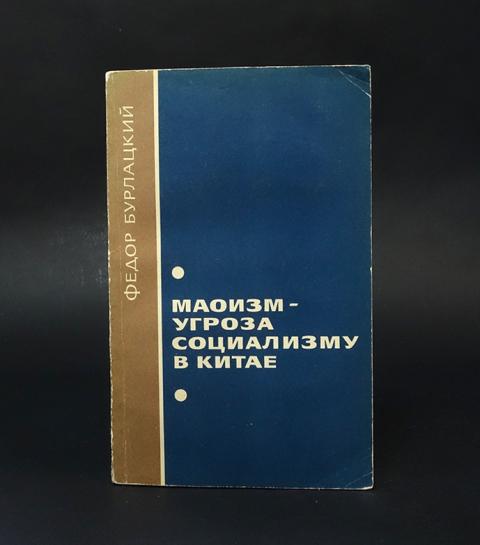 ФЕДОР БУРЛАЦКИЙ
МАОИЗМ -
УГРОЗА
СОЦИАЛИЗМУ
В КИТАЕ